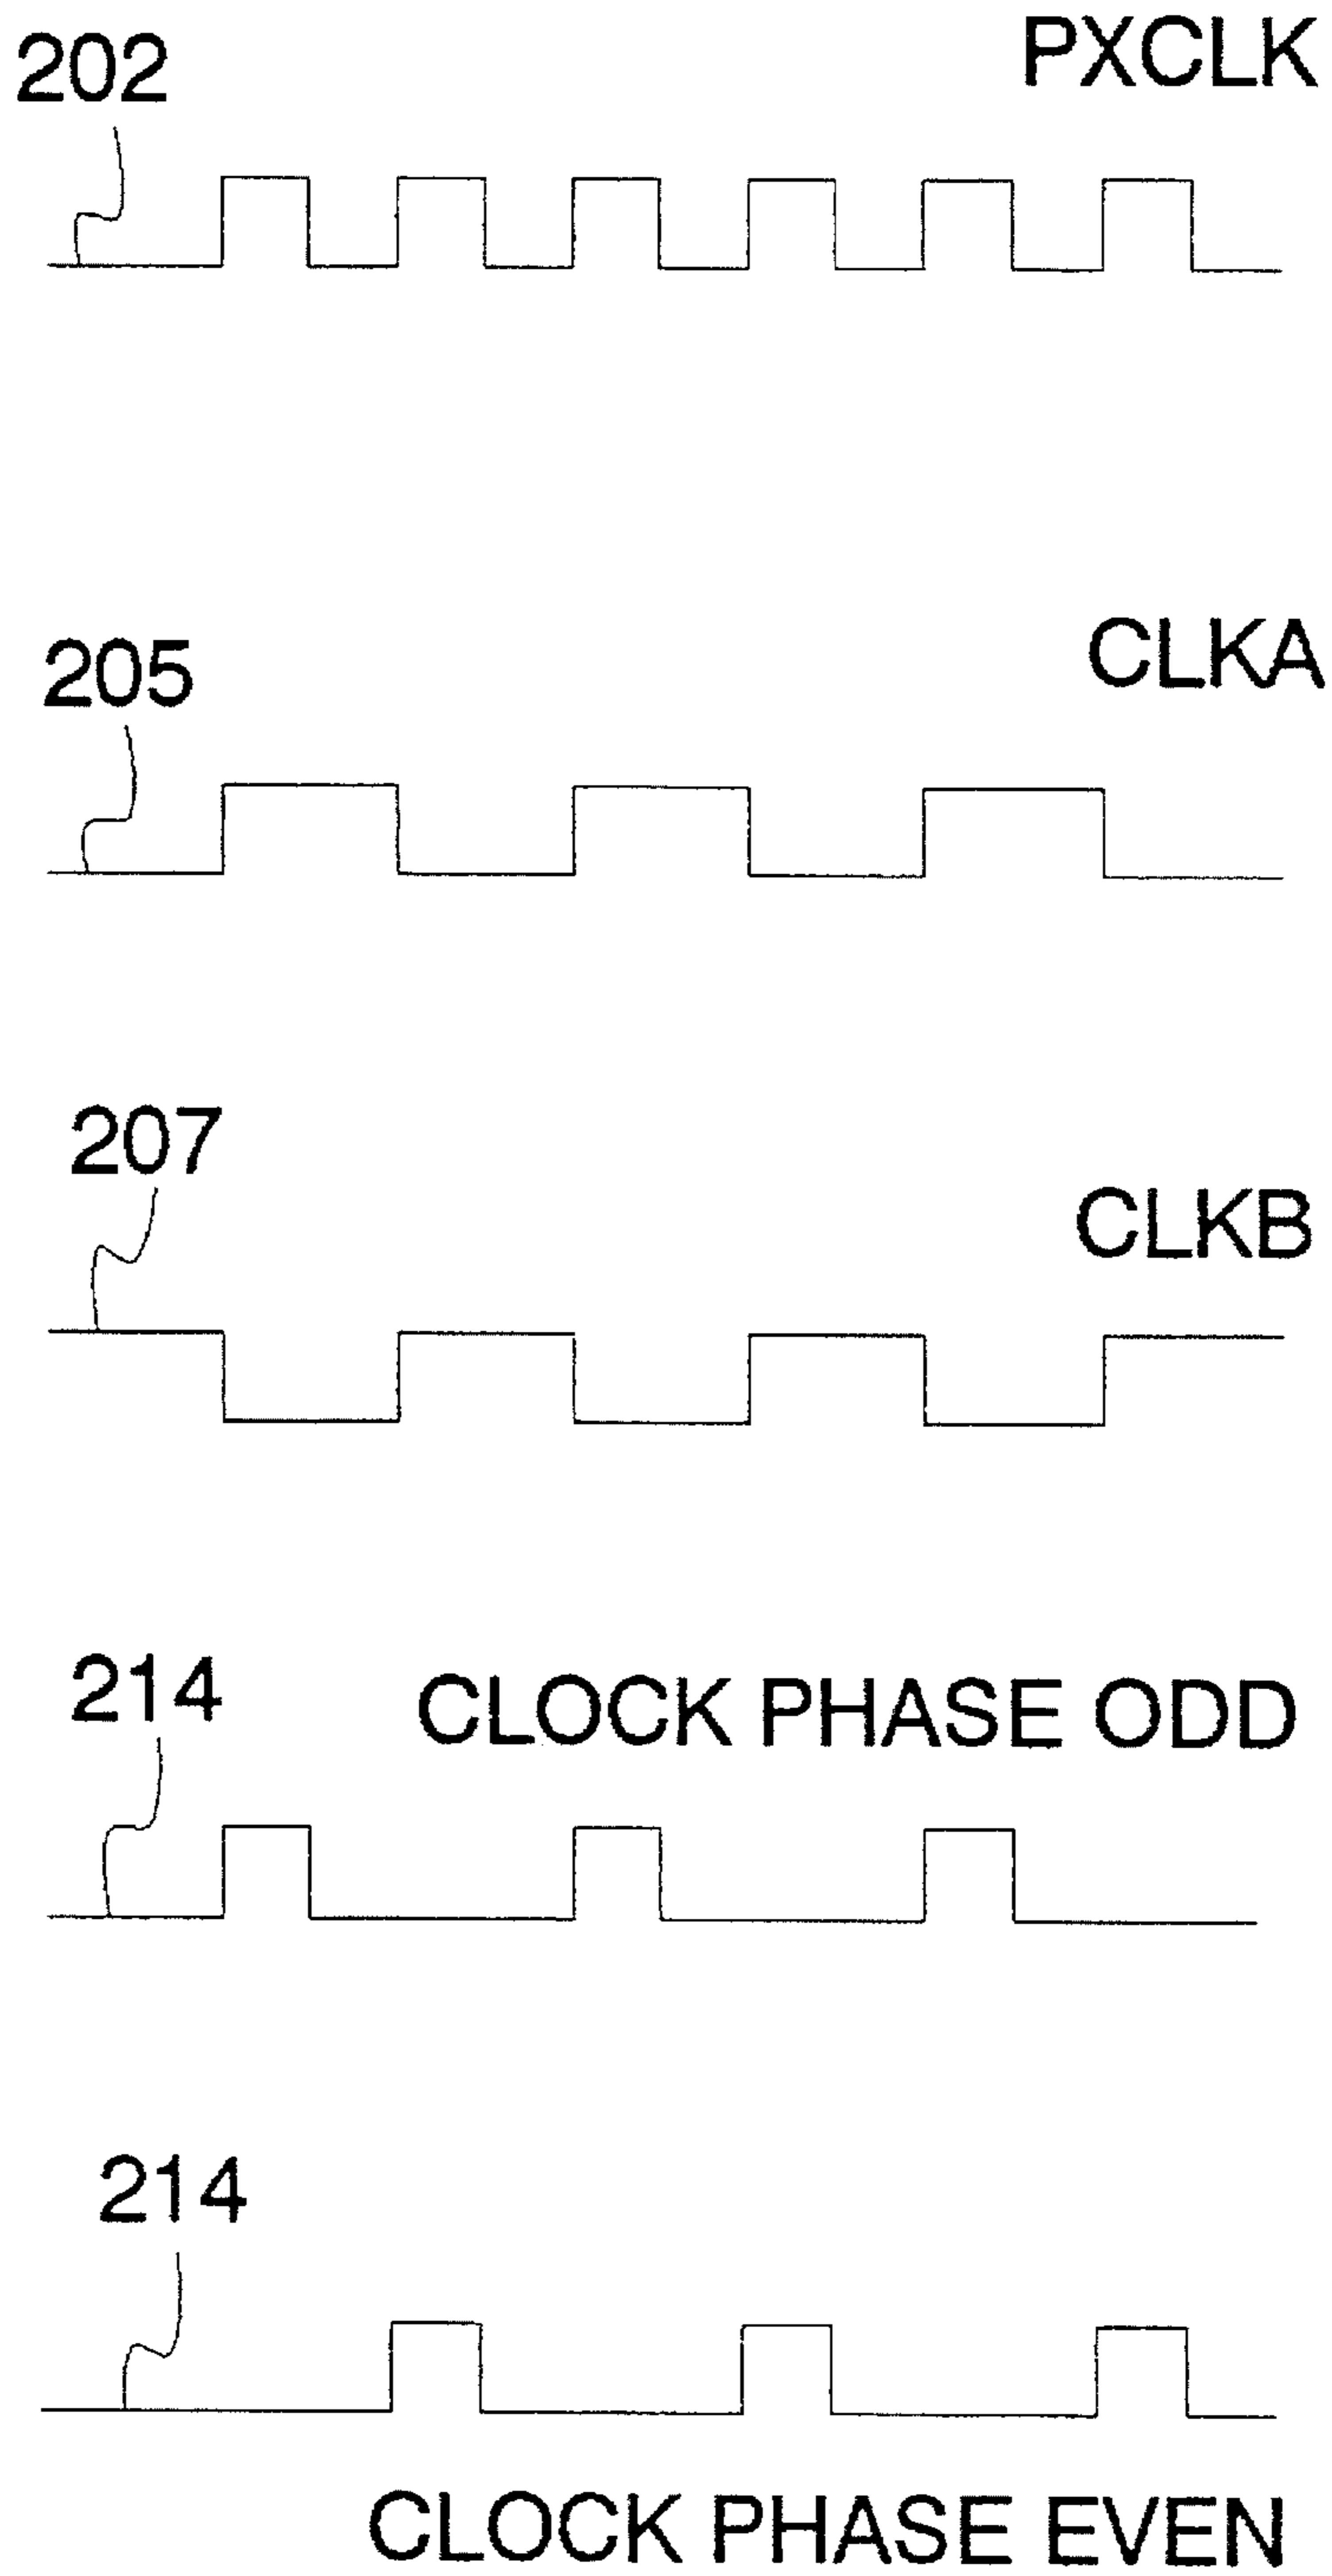 PXCLK
202
CLKA
205
207
CLKB
214
CLOCK PHASE ODD
214
CLOCK PHASE EVEN